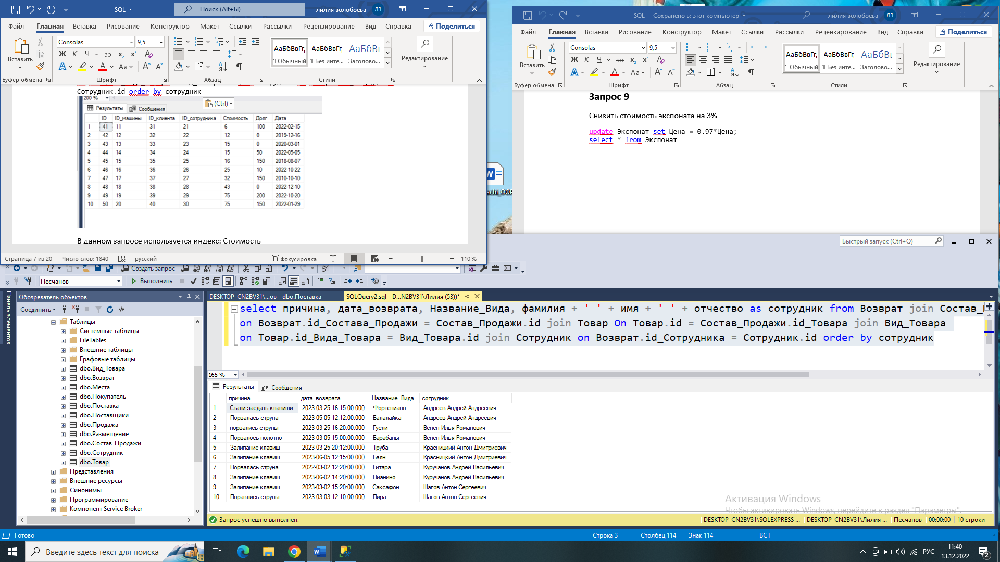 SQL
Поиск (Alt+Ы)
лилия волобоева
ЛВ
Файл Главная Вставка Рисование Конструктор Макет Ссылки Рассылки Рецензирование Вид Справка Поделиться
Вставить
Consolas 9,5
АаБбВвГг, АаБбВвГг, АаБбВв
¶ Обычный ¶ Без инте... Заголово...
Редактирование
Буфер обмена Шрифт Абзац Стили
Сотрудник.id order by сотрудник
200 %
(Ctrl)
Результаты Сообщения
ID ID_машины ID_клиента ID_сотрудника Стоимость Долг Дата
1 41 11 31 21 6 100 2022-02-15
2 42 12 32 22 12 0 2019-12-16
3 43 13 33 23 15 0 2020-03-01
4 44 14 34 24 15 50 2022-05-05
5 45 15 35 25 16 150 2018-08-07
6 46 16 36 26 25 10 2022-10-22
7 47 17 37 27 32 150 2010-10-10
8 48 18 38 28 43 0 2022-12-10
9 49 19 39 29 75 200 2022-10-20
10 50 20 40 30 75 150 2022-01-29
В данном запросе используется индекс: Стоимость
Страница 7 из 20 Число слов: 1840 русский Фокусировка 110 %
SQL - Сохранено в: этот компьютер
лилия волобоева
ЛВ
Файл Главная Вставка Рисование Конструктор Макет Ссылки Рассылки Рецензирование Вид Справка Поделиться
Вставить
Consolas 9,5
АаБбВвГг, АаБбВвГг, АаБбВв
¶ Обычный ¶ Без инте... Заголово...
Редактирование
Буфер обмена Шрифт Абзац Стили
Запрос 9
Снизить стоимость экспоната на 3%
update Экспонат set Цена = 0.97*Цена;
select * from Экспонат
Быстрый запуск (Ctrl+Q)
Создать запрос
Песчанов Выполнить
Панель элементов
Обозреватель объектов
Соединить
Таблицы
Системные таблицы
FileTables
Внешние таблицы
Графовые таблицы
dbo.Вид_Товара
dbo.Возврат
dbo.Места
dbo.Покупатель
dbo.Поставка
dbo.Поставщики
dbo.Продажа
dbo.Размещение
dbo.Состав_Продажи
dbo.Сотрудник
dbo.Товар
Представления
Внешние ресурсы
Синонимы
Программирование
Компонент Service Broker
DESKTOP-CN2BV31\...ов - dbo.Поставка
SQLQuery2.sql - D...N2BV31\Лилия (53))*
select причина, дата_возврата, Название_Вида, фамилия + ' ' + имя + ' ' + отчество as сотрудник from Возврат join Состав_
on Возврат.id_Состава_Продажи = Состав_Продажи.id join Товар On Товар.id = Состав_Продажи.id_Товара join Вид_Товара
on Товар.id_Вида_Товара = Вид_Товара.id join Сотрудник on Возврат.id_Сотрудника = Сотрудник.id order by сотрудник
165 %
Результаты Сообщения
причина дата_возврата Название_Вида сотрудник
1 Стали заедать клавиши 2023-03-25 16:15:00.000 Фортепиано Андреев Андрей Андреевич
2 Порвалась струна 2023-05-05 12:12:00.000 Балалайка Андреев Андрей Андреевич
3 порвались струны 2023-03-25 16:20:00.000 Гусли Вепен Илья Романович
4 Порвалось полотно 2023-03-05 15:00:00.000 Барабаны Вепен Илья Романович
5 Залипание клавиш 2023-03-25 20:12:00.000 Труба Красницкий Антон Дмитриевич
6 Залипание клавиш 2023-06-05 12:15:00.000 Баян Красницкий Антон Дмитриевич
7 Порвалась струна 2022-03-02 12:20:00.000 Гитара Куручанов Андрей Васильевич
8 Залипание клавиш 2023-06-02 14:20:00.000 Пианино Куручанов Андрей Васильевич
9 Залипание клавиш 2023-03-02 15:20:00.000 Саксафон Шагов Антон Сергеевич
10 Поравлись струны 2023-03-03 12:10:00.000 Лира Шагов Антон Сергеевич
Активация Windows
Чтобы активировать Windows, перейдите в раздел "Параметры".
Запрос успешно выполнен.
DESKTOP-CN2BV31\SQLEXPRESS ... DESKTOP-CN2BV31\Лилия ... Песчанов 00:00:00 10 строки
Готово Строка 3 Столбец 114 Знак 114 ВСТ
Введите здесь текст для поиска
РУС
11:40
13.12.2022
2